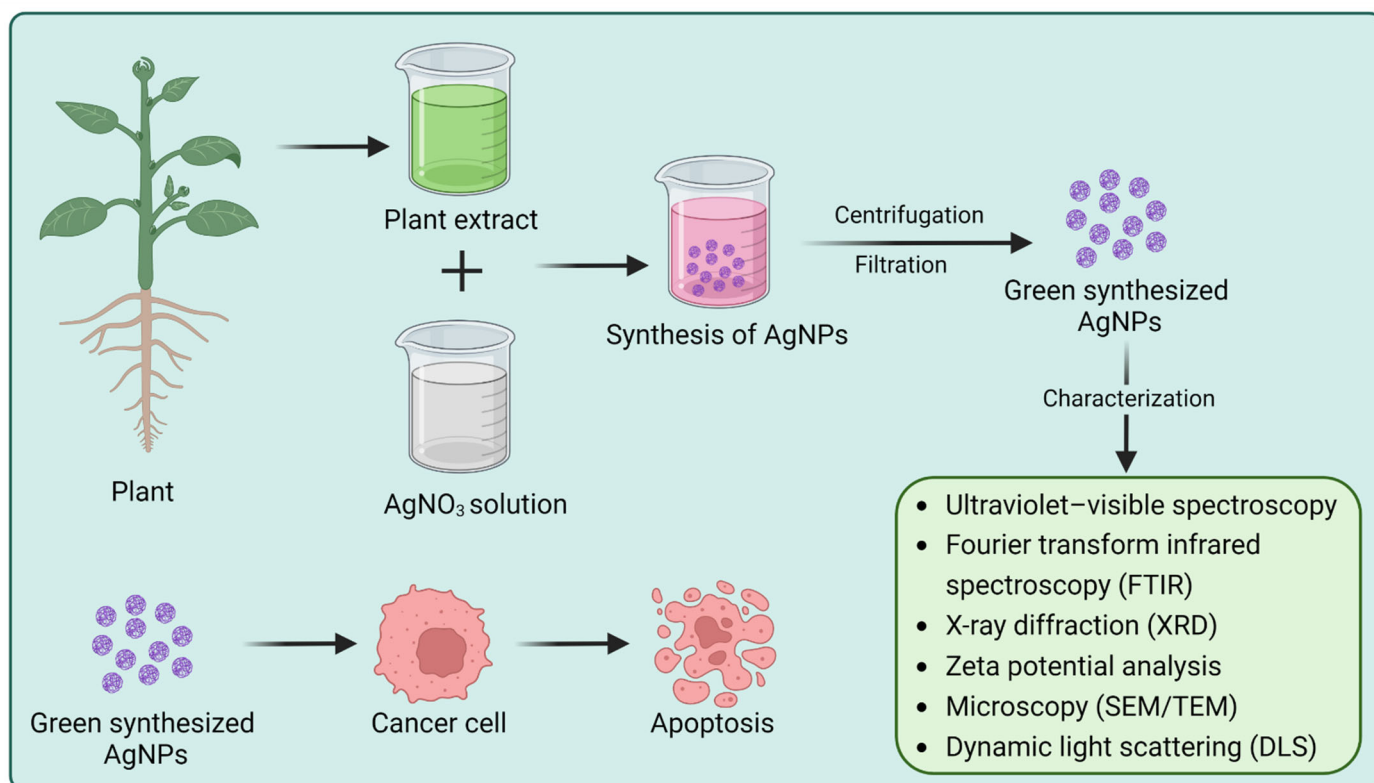 Plant
Plant extract
AgNO₃ solution
Synthesis of AgNPs
Centrifugation
Filtration
Green synthesized
AgNPs
Characterization
• Ultraviolet–visible spectroscopy
• Fourier transform infrared
spectroscopy (FTIR)
• X-ray diffraction (XRD)
• Zeta potential analysis
• Microscopy (SEM/TEM)
• Dynamic light scattering (DLS)
Green synthesized
AgNPs
Cancer cell
Apoptosis